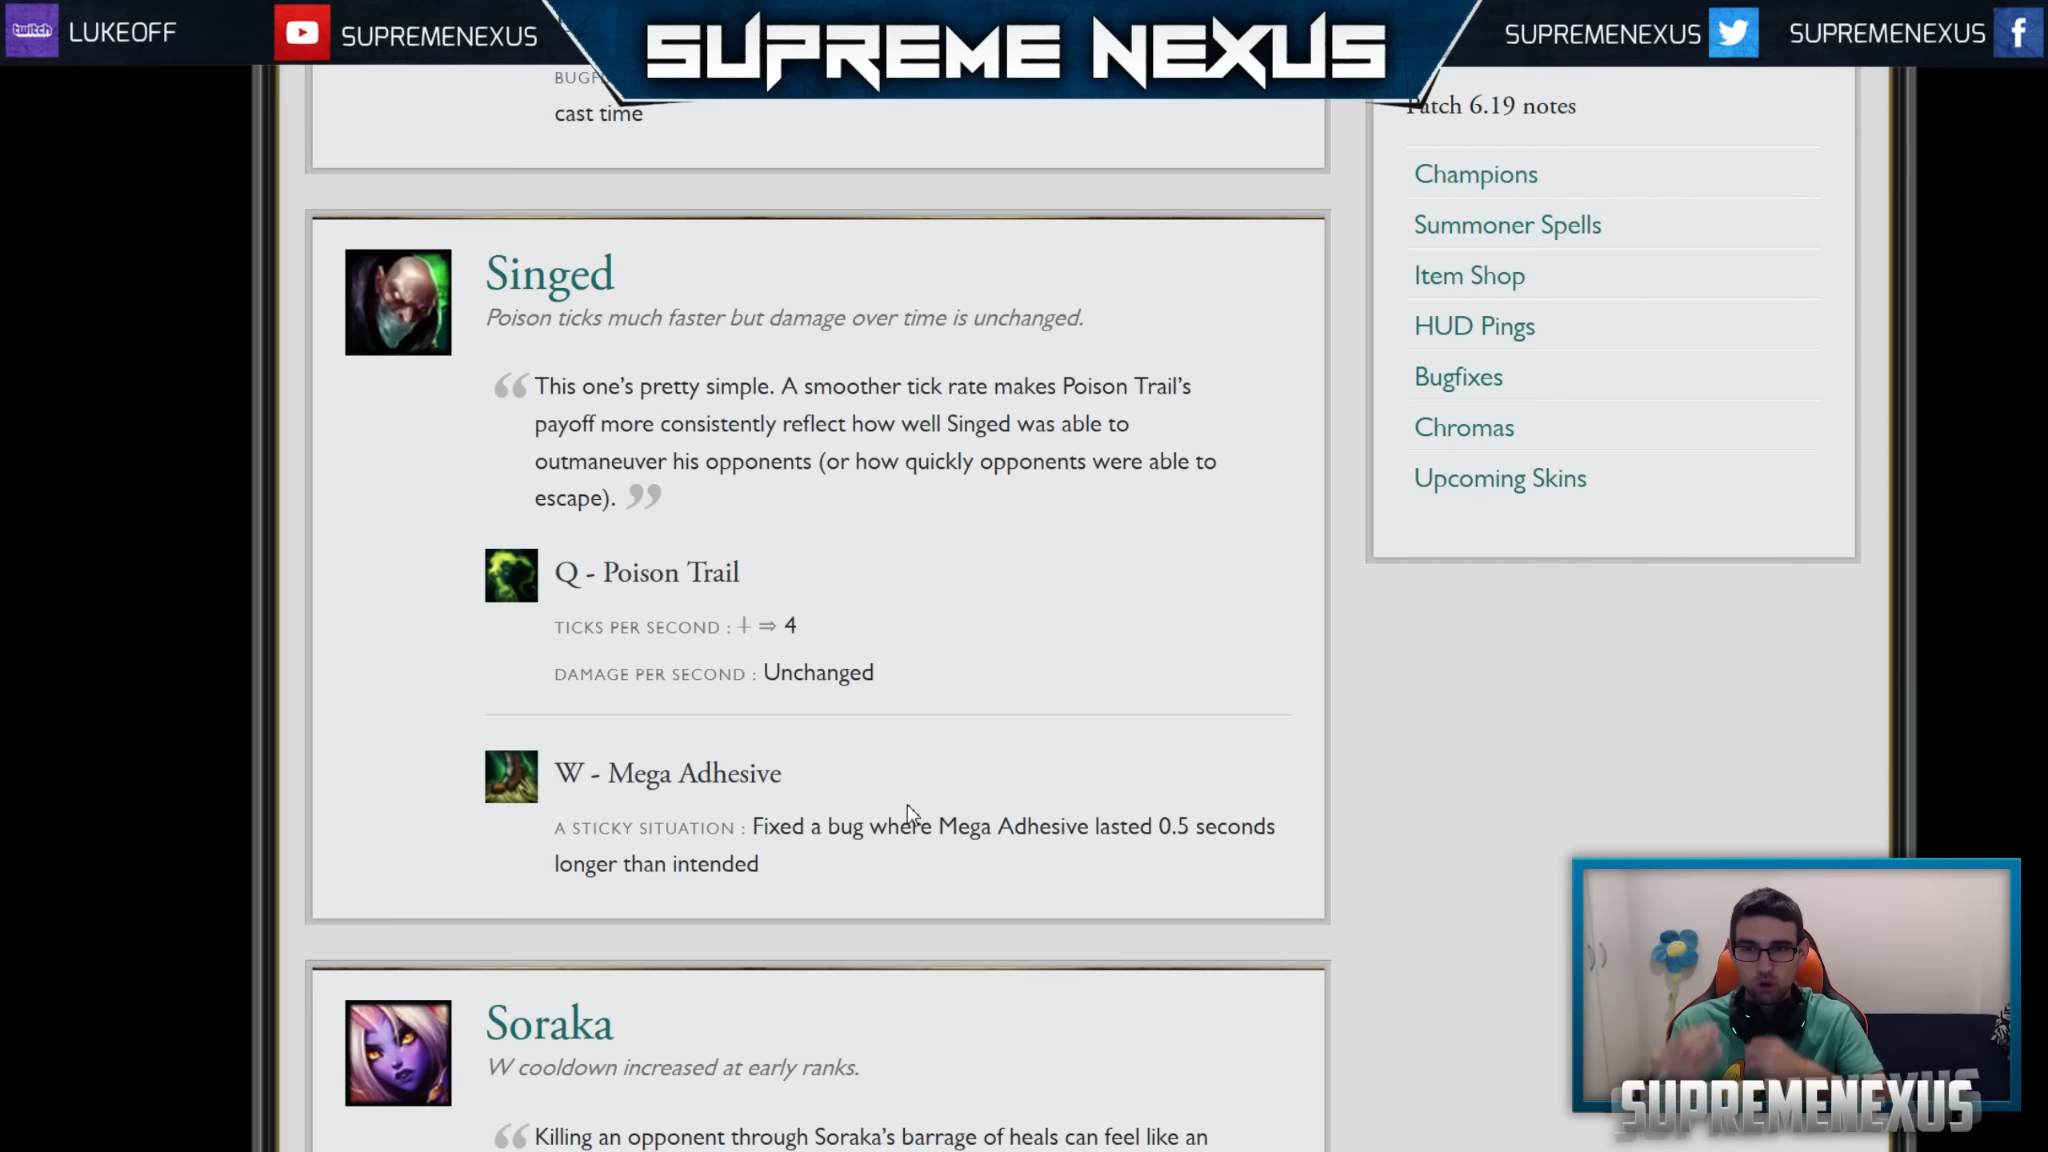 twitch LUKEOFF
SUPREMENEXUS
SUPREME NEXUS
SUPREMENEXUS
SUPREMENEXUS
cast time
Singed
Poison ticks much faster but damage over time is unchanged.
“ This one’s pretty simple. A smoother tick rate makes Poison Trail’s
payoff more consistently reflect how well Singed was able to
outmaneuver his opponents (or how quickly opponents were able to
escape). ”
Q - Poison Trail
TICKS PER SECOND : 1 ⇒ 4
DAMAGE PER SECOND : Unchanged
W - Mega Adhesive
A STICKY SITUATION : Fixed a bug where Mega Adhesive lasted 0.5 seconds
longer than intended
Soraka
W cooldown increased at early ranks.
“ Killing an opponent through Soraka’s barrage of heals can feel like an
Patch 6.19 notes
Champions
Summoner Spells
Item Shop
HUD Pings
Bugfixes
Chromas
Upcoming Skins
SUPREMENEXUS